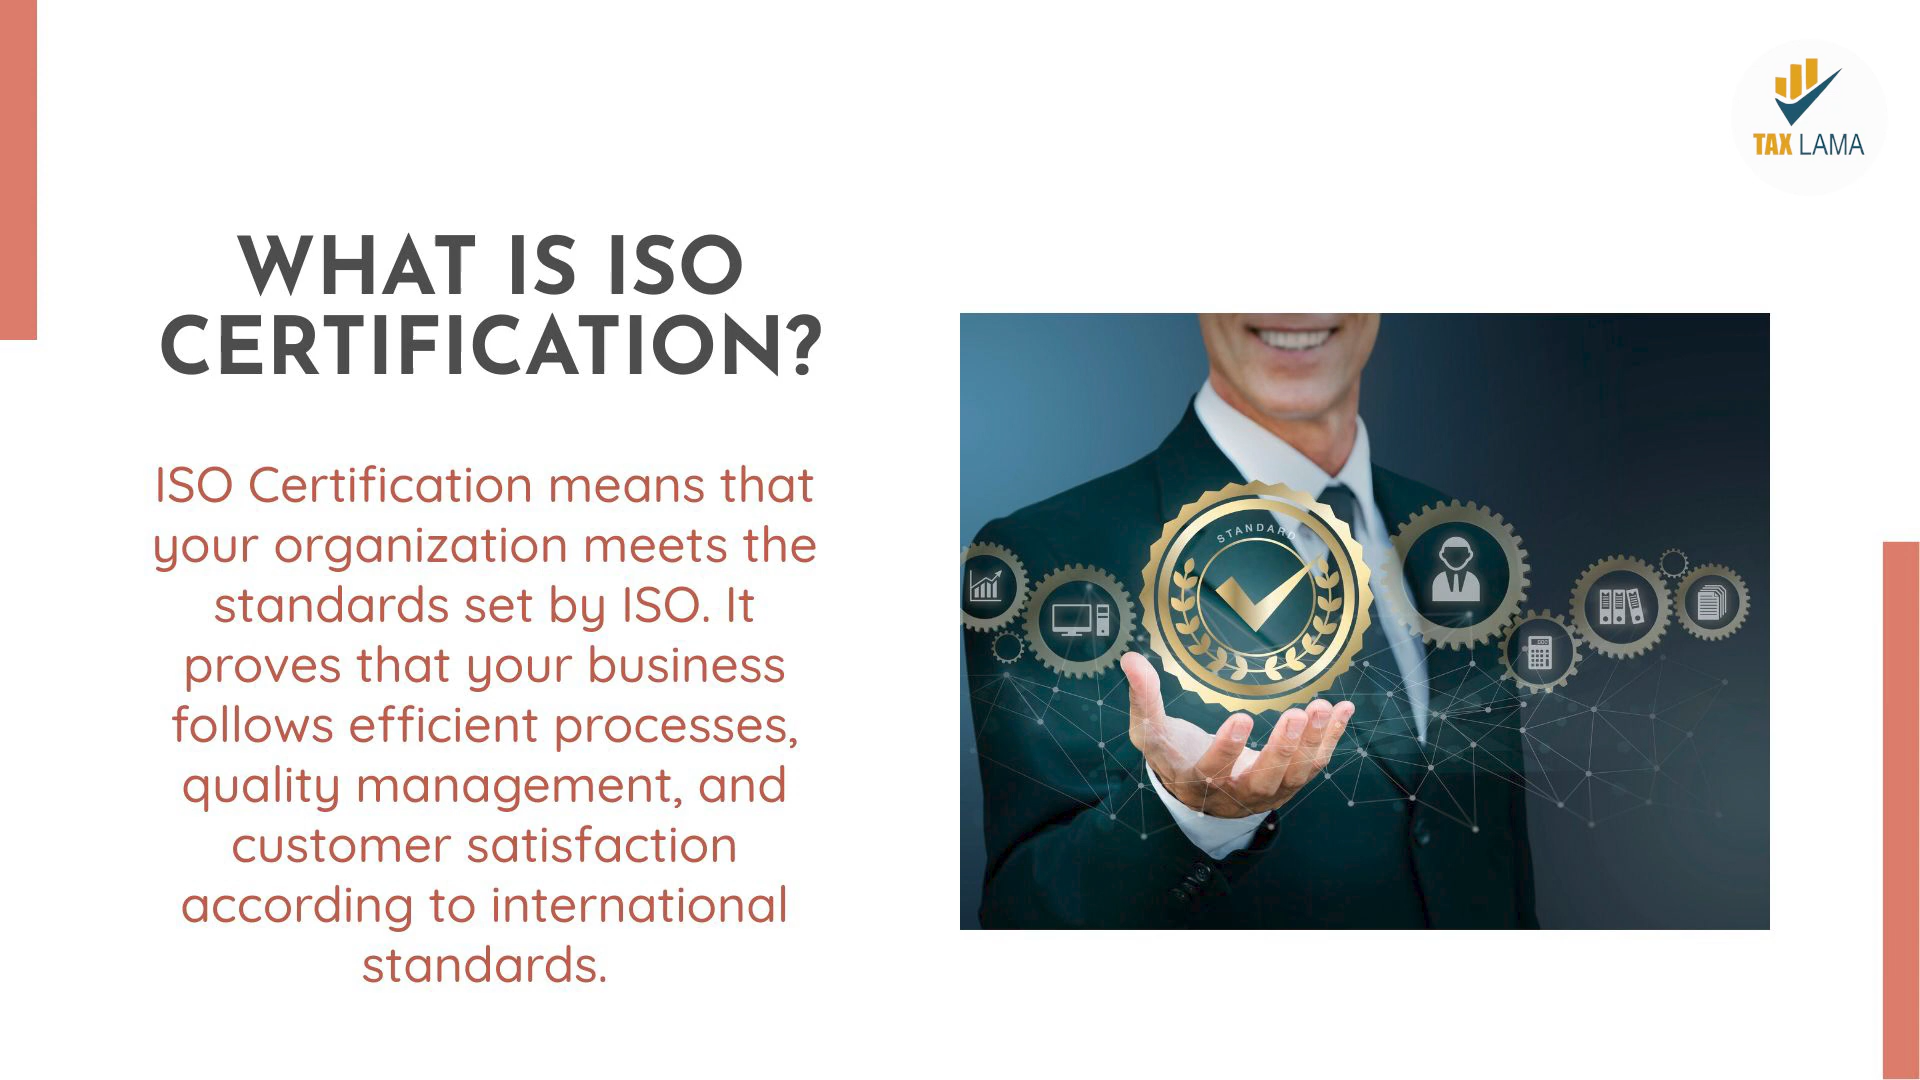 TAX LAMA
WHAT IS ISO
CERTIFICATION?
ISO Certification means that
your organization meets the
standards set by ISO. It
proves that your business
follows efficient processes,
quality management, and
customer satisfaction
according to international
standards.
STANDARD